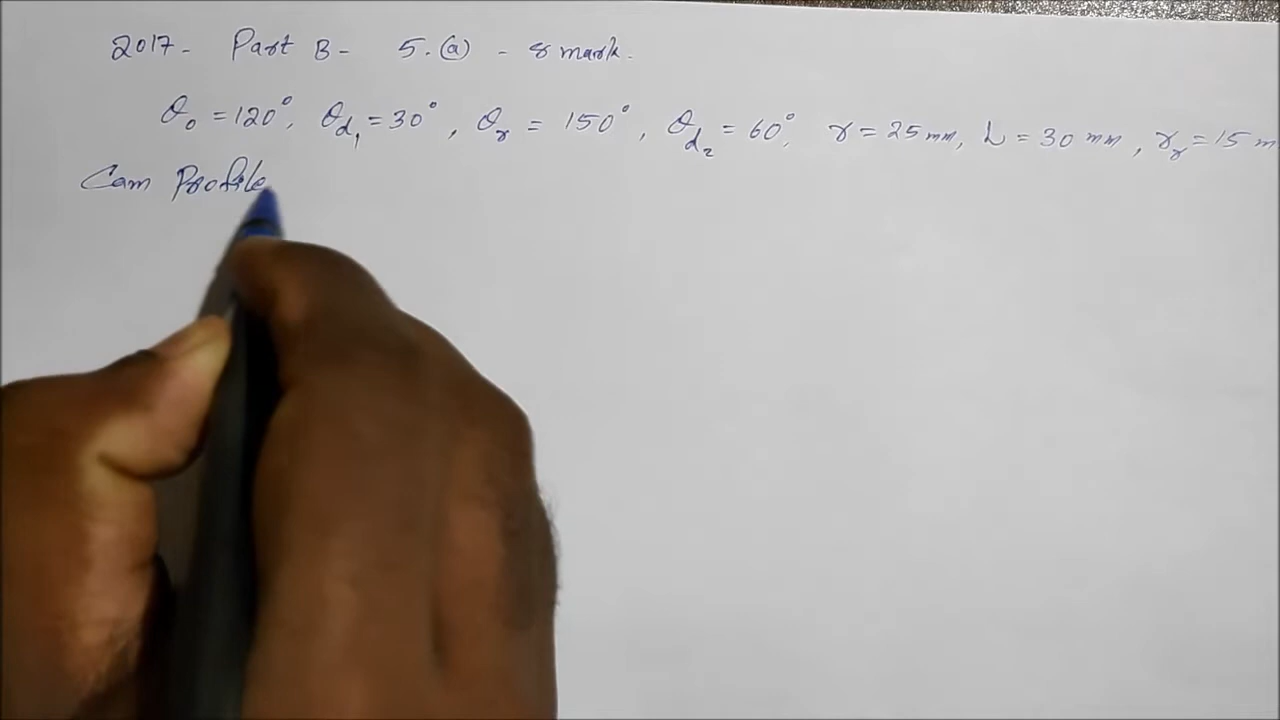 2017- Part B- 5.(a) - 8 mark.
θo = 120°, θd1 = 30°, θr = 150°, θd2 = 60°, r = 25 mm, L = 30 mm, rr = 15 m
Cam Profile